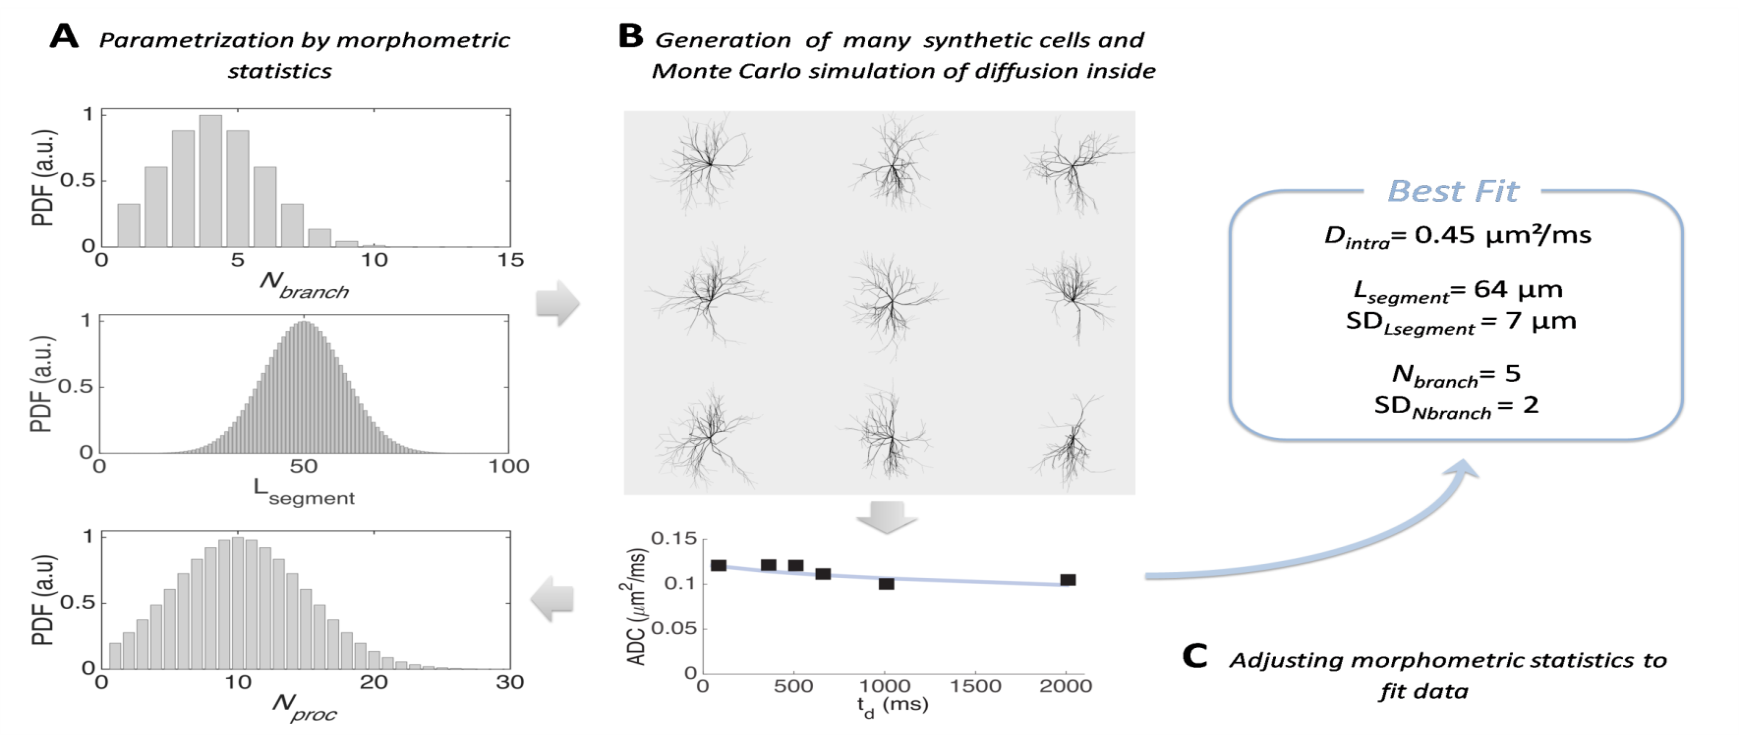 A Parametrization by morphometric
statistics
1
0.5
0
PDF (a.u.)
0 5 10 15
N_branch
1
0.5
0
PDF (a.u.)
0 50 100
L_segment
1
0.5
0
PDF (a.u)
0 10 20 30
N_proc
B Generation of many synthetic cells and
Monte Carlo simulation of diffusion inside
0.15
0.1
0.05
0
ADC (μm²/ms)
0 500 1000 1500 2000
t_d (ms)
Best Fit
D_intra= 0.45 μm²/ms
L_segment= 64 μm
SD_Lsegment = 7 μm
N_branch= 5
SD_Nbranch = 2
C Adjusting morphometric statistics to
fit data